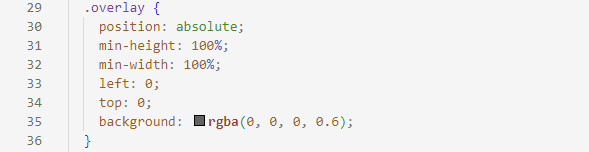 29 .overlay {
30 position: absolute;
31 min-height: 100%;
32 min-width: 100%;
33 left: 0;
34 top: 0;
35 background: rgba(0, 0, 0, 0.6);
36 }